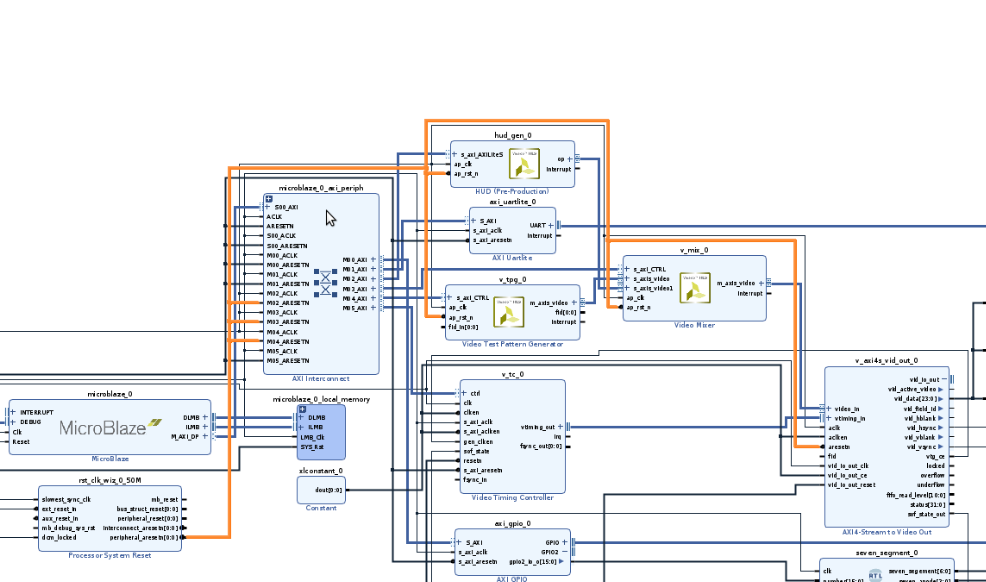 hud_gen_0
s_axi_AXILiteS
ap_clk
ap_rst_n
op
Interrupt
HUD (Pre-Production)
microblaze_0_axi_periph
S00_AXI
ACLK
ARESETN
S00_ACLK
S00_ARESETN
M00_ACLK
M00_ARESETN
M01_ACLK
M01_ARESETN
M02_ACLK
M02_ARESETN
M03_ACLK
M03_ARESETN
M04_ACLK
M04_ARESETN
M05_ACLK
M05_ARESETN
M00_AXI
M01_AXI
M02_AXI
M03_AXI
M04_AXI
M05_AXI
AXI Interconnect
axi_uartlite_0
S_AXI
s_axi_aclk
s_axi_aresetn
UART
Interrupt
AXI Uartlite
v_tpg_0
s_axi_CTRL
ap_clk
ap_rst_n
fid_in[0:0]
m_axis_video
fid[0:0]
Interrupt
Video Test Pattern Generator
v_mix_0
s_axi_CTRL
s_axis_video
s_axis_video1
ap_clk
ap_rst_n
m_axis_video
Interrupt
Video Mixer
microblaze_0
INTERRUPT
DEBUG
Clk
Reset
MicroBlaze
DLMB
ILMB
M_AXI_DP
MicroBlaze
microblaze_0_local_memory
DLMB
ILMB
LMB_Clk
SYS_Rst
xlconstant_0
dout[0:0]
Constant
rst_clk_wiz_0_50M
slowest_sync_clk
ext_reset_in
aux_reset_in
mb_debug_sys_rst
dcm_locked
mb_reset
bus_struct_reset[0:0]
peripheral_reset[0:0]
interconnect_aresetn[0:0]
peripheral_aresetn[0:0]
Processor System Reset
v_tc_0
ctrl
clk
clken
s_axi_aclk
s_axi_aclken
gen_clken
sof_state
resetn
s_axi_aresetn
fsync_in
vtiming_out
irq
fsync_out[0:0]
Video Timing Controller
v_axi4s_vid_out_0
video_in
vtiming_in
aclk
aclken
aresetn
fid
vid_io_out_clk
vid_io_out_ce
vid_io_out_reset
vid_io_out
vid_active_video
vid_data[23:0]
vid_field_id
vid_hblank
vid_hsync
vid_vblank
vid_vsync
vtg_ce
locked
overflow
underflow
fifo_read_level[10:0]
status[31:0]
sof_state_out
AXI4-Stream to Video Out
axi_gpio_0
S_AXI
s_axi_aclk
s_axi_aresetn
GPIO
GPIO2
gpio2_io_o[15:0]
AXI GPIO
seven_segment_0
clk
RTL
seven_segement[6:0]